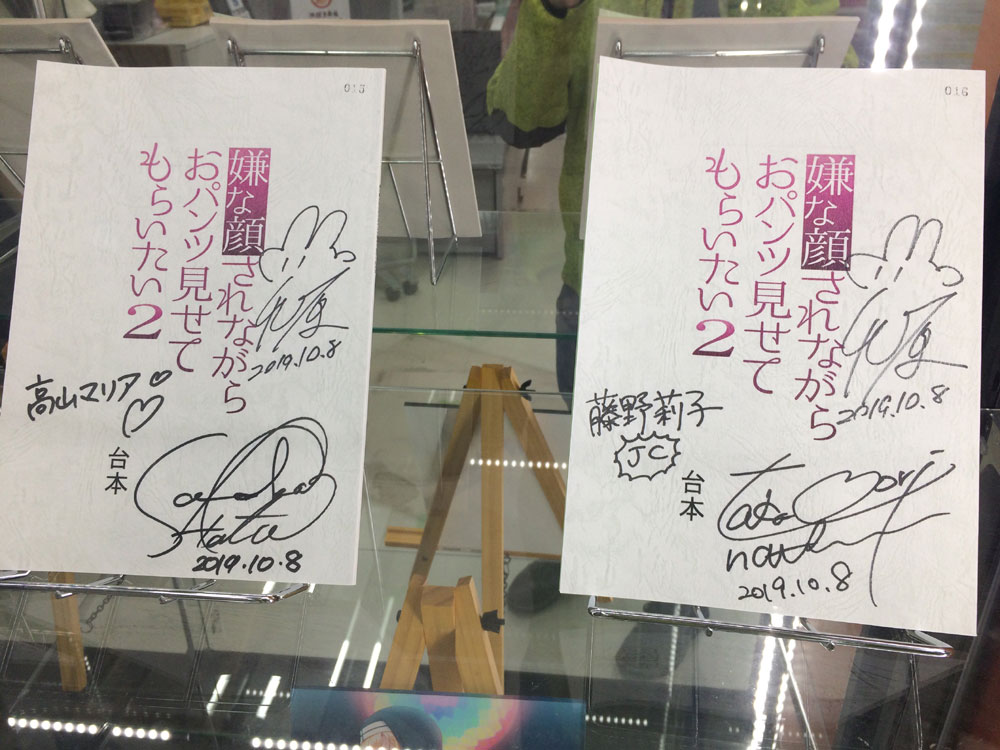 015
嫌な顔されながら
おパンツ見せて
もらいたい2
2019.10.8
高山マリア
台本
2019.10.8
016
嫌な顔されながら
おパンツ見せて
もらいたい2
2019.10.8
藤野莉子
JC
台本
2019.10.8